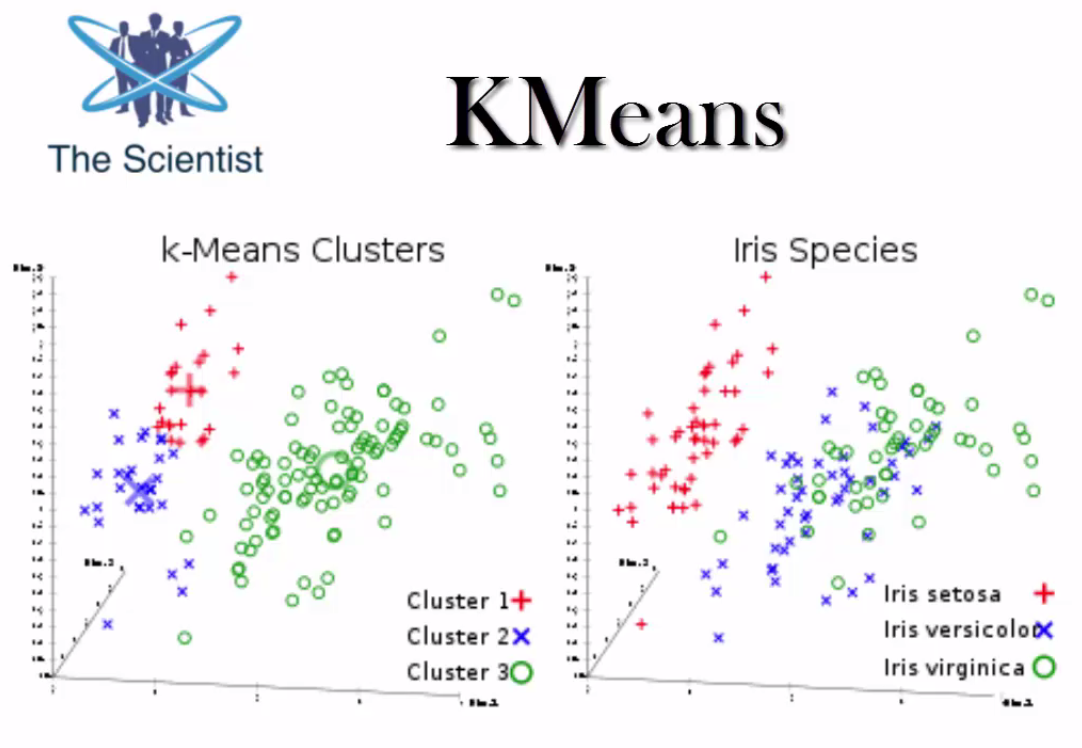 The Scientist
KMeans
k-Means Clusters
Iris Species
Cluster 1
Cluster 2
Cluster 3
Iris setosa
Iris versicolor
Iris virginica